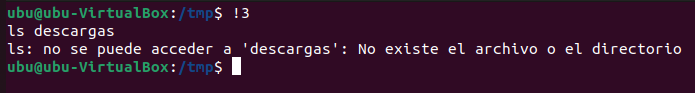 ubu@ubu-VirtualBox:/tmp$ !3
ls descargas
ls: no se puede acceder a 'descargas': No existe el archivo o el directorio
ubu@ubu-VirtualBox:/tmp$